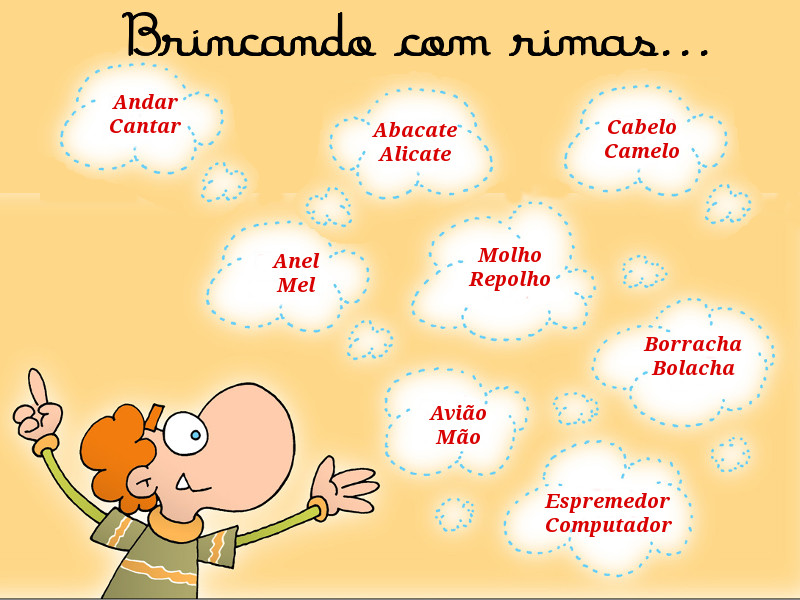 Brincando com rimas...
Andar
Cantar
Abacate
Alicate
Cabelo
Camelo
Anel
Mel
Molho
Repolho
Borracha
Bolacha
Avião
Mão
Espremedor
Computador